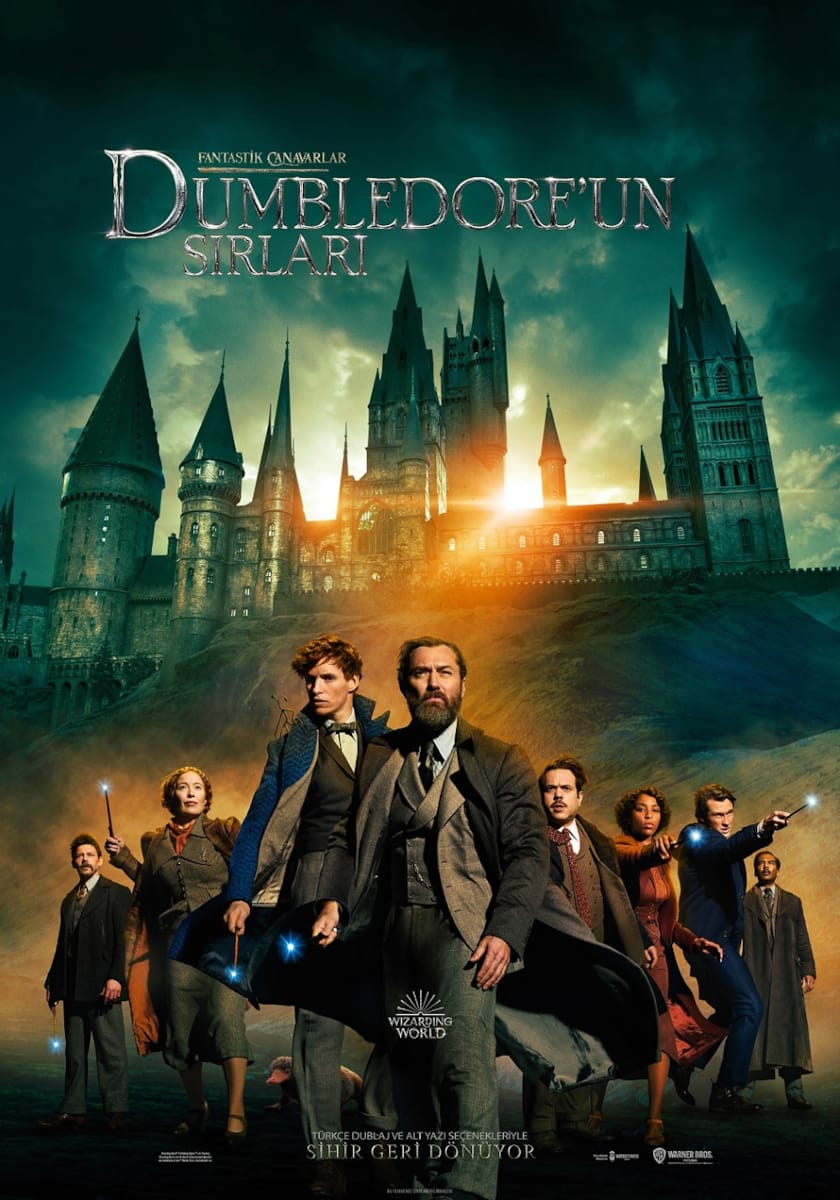 FANTASTİK CANAVARLAR
DUMBLEDORE'UN
SIRLARI
WIZARDING
WORLD
TÜRKÇE DUBLAJ VE ALT YAZI SEÇENEKLERİYLE
SİHİR GERİ DÖNÜYOR
WARNER BROS.